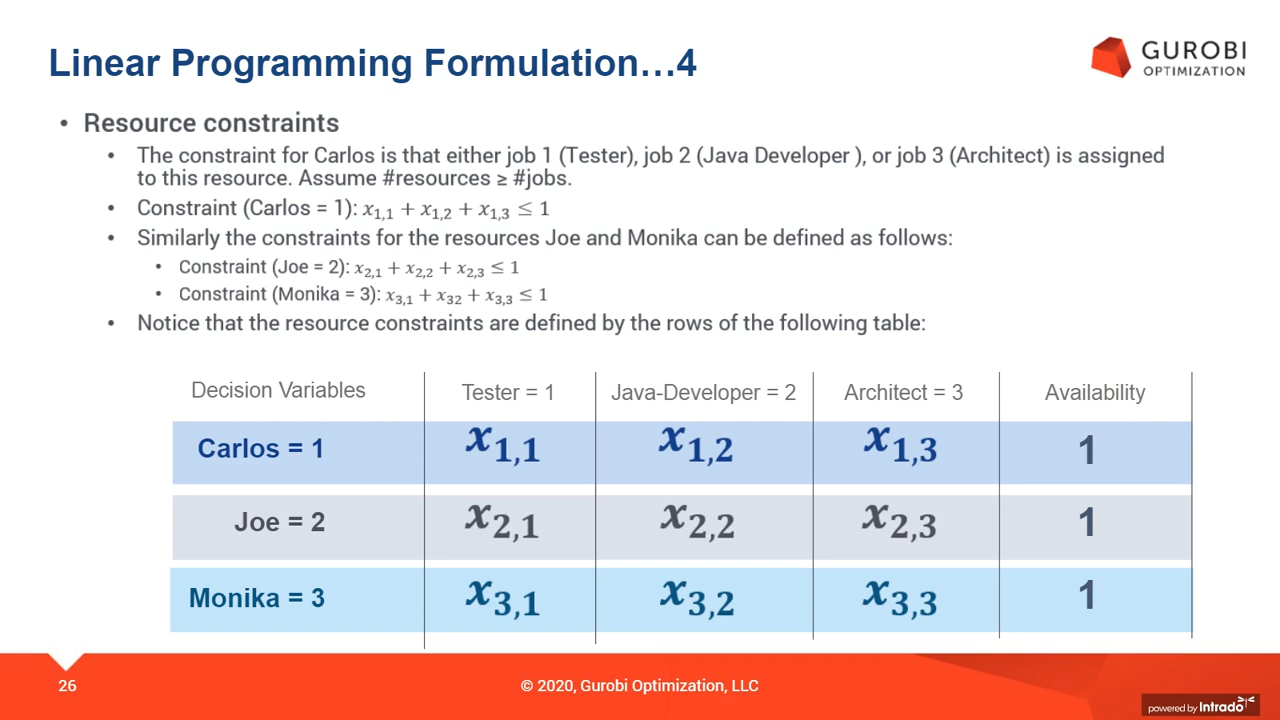 Linear Programming Formulation…4
GUROBI
OPTIMIZATION
• Resource constraints
• The constraint for Carlos is that either job 1 (Tester), job 2 (Java Developer ), or job 3 (Architect) is assigned
to this resource. Assume #resources ≥ #jobs.
• Constraint (Carlos = 1): x1,1 + x1,2 + x1,3 ≤ 1
• Similarly the constraints for the resources Joe and Monika can be defined as follows:
• Constraint (Joe = 2): x2,1 + x2,2 + x2,3 ≤ 1
• Constraint (Monika = 3): x3,1 + x32 + x3,3 ≤ 1
• Notice that the resource constraints are defined by the rows of the following table:
Decision Variables Tester = 1 Java-Developer = 2 Architect = 3 Availability
Carlos = 1 x1,1 x1,2 x1,3 1
Joe = 2 x2,1 x2,2 x2,3 1
Monika = 3 x3,1 x3,2 x3,3 1
26
© 2020, Gurobi Optimization, LLC
powered by Intrado